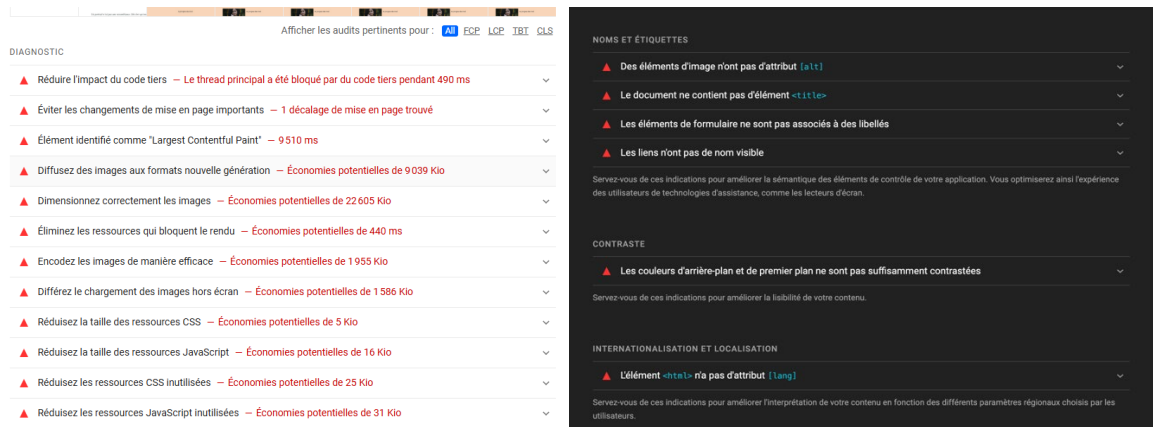 Afficher les audits pertinents pour : All FCP LCP TBT CLS
DIAGNOSTIC
Réduire l'impact du code tiers — Le thread principal a été bloqué par du code tiers pendant 490 ms
Éviter les changements de mise en page importants — 1 décalage de mise en page trouvé
Élément identifié comme "Largest Contentful Paint" — 9 510 ms
Diffusez des images aux formats nouvelle génération — Économies potentielles de 9 039 Kio
Dimensionnez correctement les images — Économies potentielles de 22 605 Kio
Éliminez les ressources qui bloquent le rendu — Économies potentielles de 440 ms
Encodez les images de manière efficace — Économies potentielles de 1 955 Kio
Différez le chargement des images hors écran — Économies potentielles de 1 586 Kio
Réduisez la taille des ressources CSS — Économies potentielles de 5 Kio
Réduisez la taille des ressources JavaScript — Économies potentielles de 16 Kio
Réduisez les ressources CSS inutilisées — Économies potentielles de 25 Kio
Réduisez les ressources JavaScript inutilisées — Économies potentielles de 31 Kio
NOMS ET ÉTIQUETTES
Des éléments d'image n'ont pas d'attribut [alt]
Le document ne contient pas d'élément <title>
Les éléments de formulaire ne sont pas associés à des libellés
Les liens n'ont pas de nom visible
Servez-vous de ces indications pour améliorer la sémantique des éléments de contrôle de votre application. Vous optimiserez ainsi l'expérience
des utilisateurs de technologies d'assistance, comme les lecteurs d'écran.
CONTRASTE
Les couleurs d'arrière-plan et de premier plan ne sont pas suffisamment contrastées
Servez-vous de ces indications pour améliorer la lisibilité de votre contenu.
INTERNATIONALISATION ET LOCALISATION
L'élément <html> n'a pas d'attribut [lang]
Servez-vous de ces indications pour améliorer l'interprétation de votre contenu en fonction des différents paramètres régionaux choisis par les
utilisateurs.